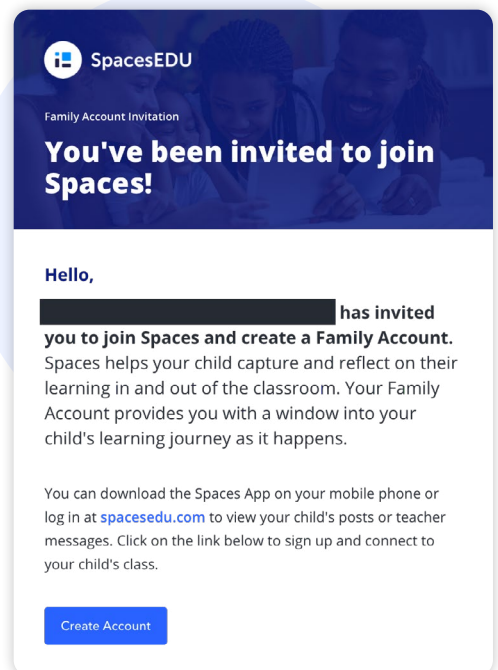 SpacesEDU
Family Account Invitation
You've been invited to join
Spaces!
Hello,
has invited
you to join Spaces and create a Family Account.
Spaces helps your child capture and reflect on their
learning in and out of the classroom. Your Family
Account provides you with a window into your
child's learning journey as it happens.
You can download the Spaces App on your mobile phone or
log in at spacesedu.com to view your child's posts or teacher
messages. Click on the link below to sign up and connect to
your child's class.
Create Account